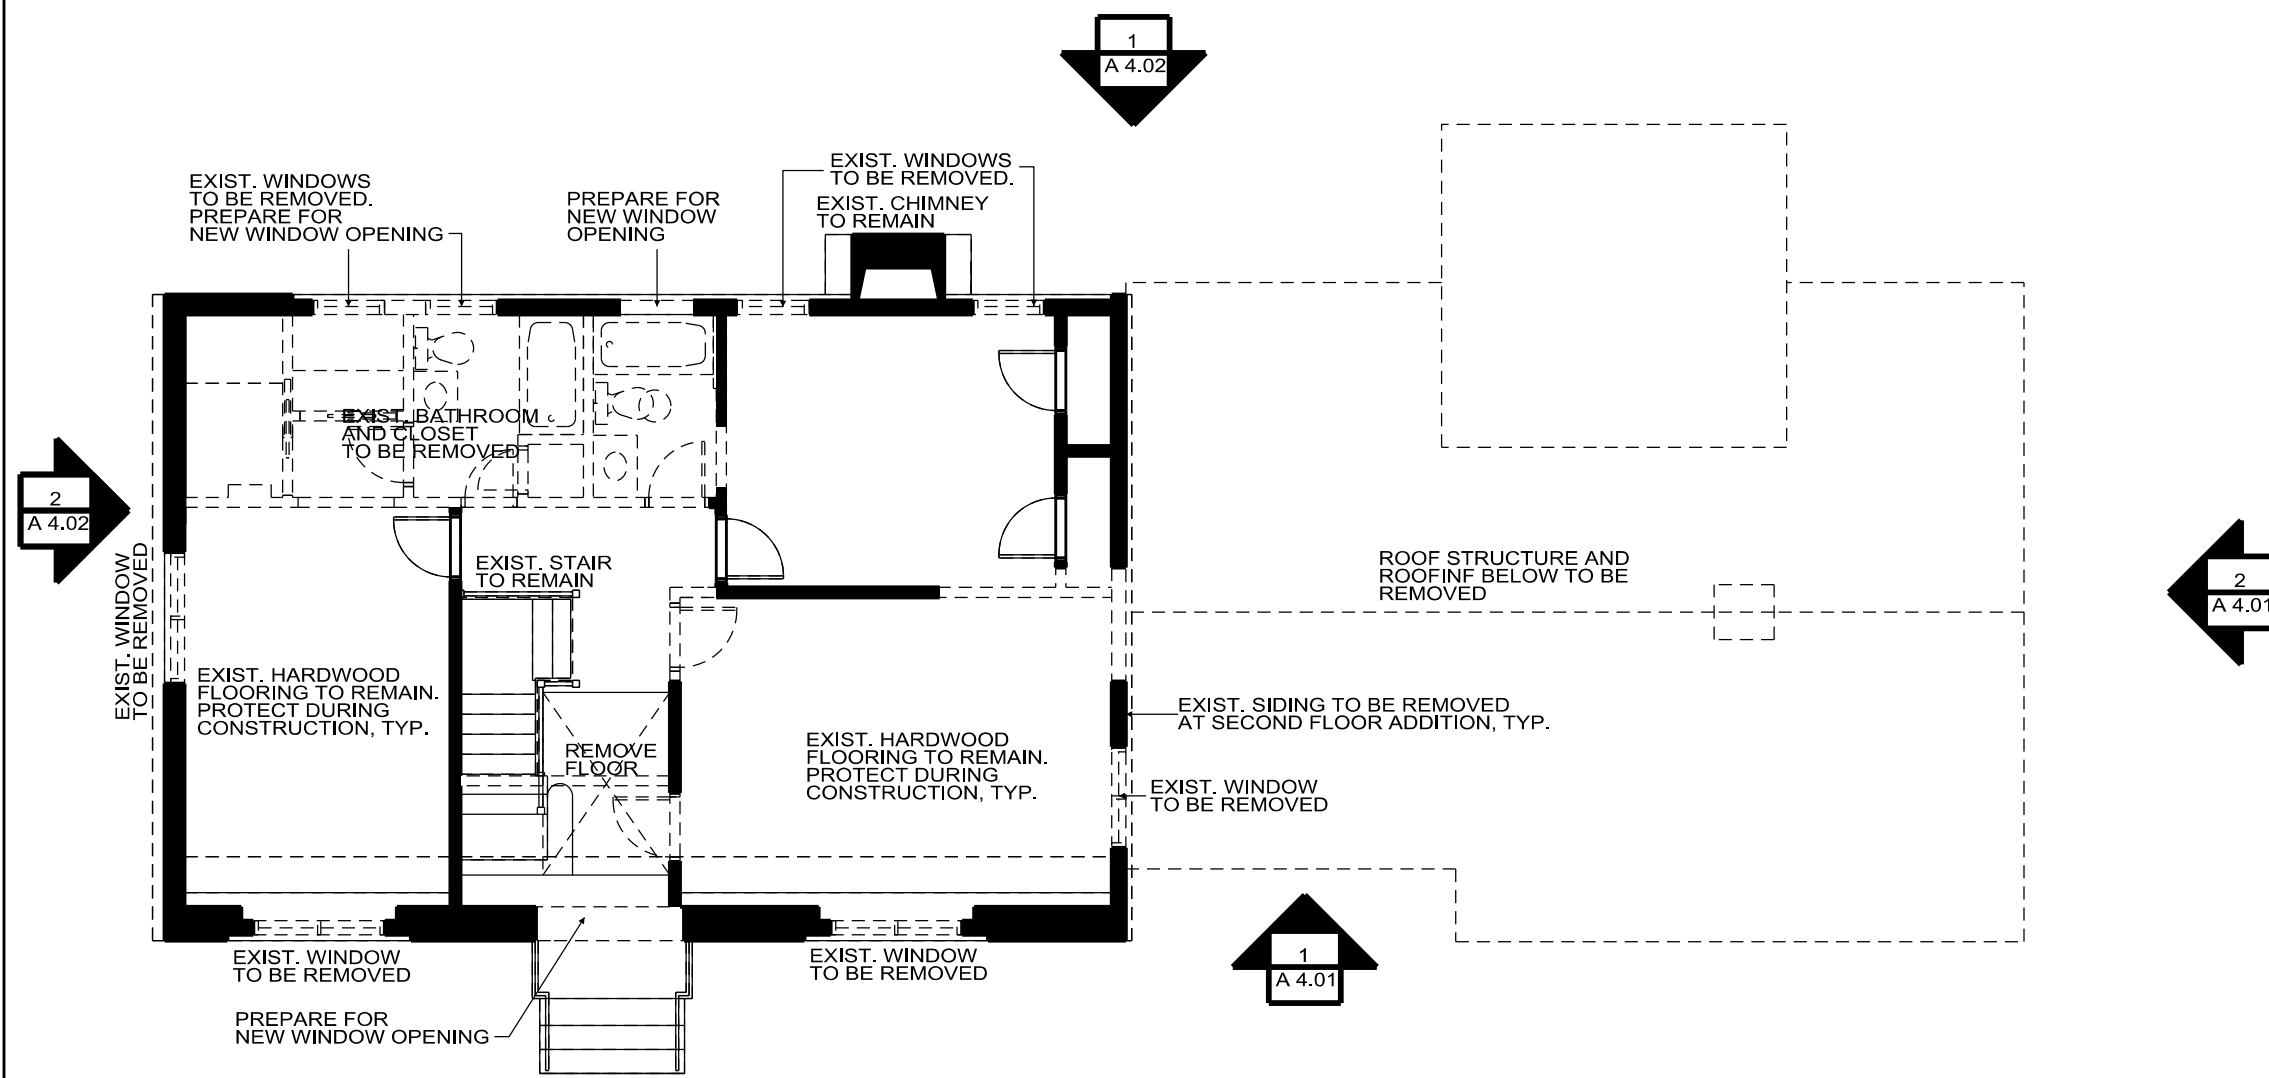 1
A 4.02
EXIST. WINDOWS
TO BE REMOVED.
PREPARE FOR
NEW WINDOW OPENING
PREPARE FOR
NEW WINDOW
OPENING
EXIST. WINDOWS
TO BE REMOVED.
EXIST. CHIMNEY
TO REMAIN
EXIST. BATHROOM
AND CLOSET
TO BE REMOVED
2
A 4.02
EXIST. WINDOW
TO BE REMOVED
EXIST. STAIR
TO REMAIN
ROOF STRUCTURE AND
ROOFINF BELOW TO BE
REMOVED
2
A 4.01
EXIST. HARDWOOD
FLOORING TO REMAIN.
PROTECT DURING
CONSTRUCTION, TYP.
REMOVE
FLOOR
EXIST. HARDWOOD
FLOORING TO REMAIN.
PROTECT DURING
CONSTRUCTION, TYP.
EXIST. SIDING TO BE REMOVED
AT SECOND FLOOR ADDITION, TYP.
EXIST. WINDOW
TO BE REMOVED
EXIST. WINDOW
TO BE REMOVED
EXIST. WINDOW
TO BE REMOVED
1
A 4.01
PREPARE FOR
NEW WINDOW OPENING